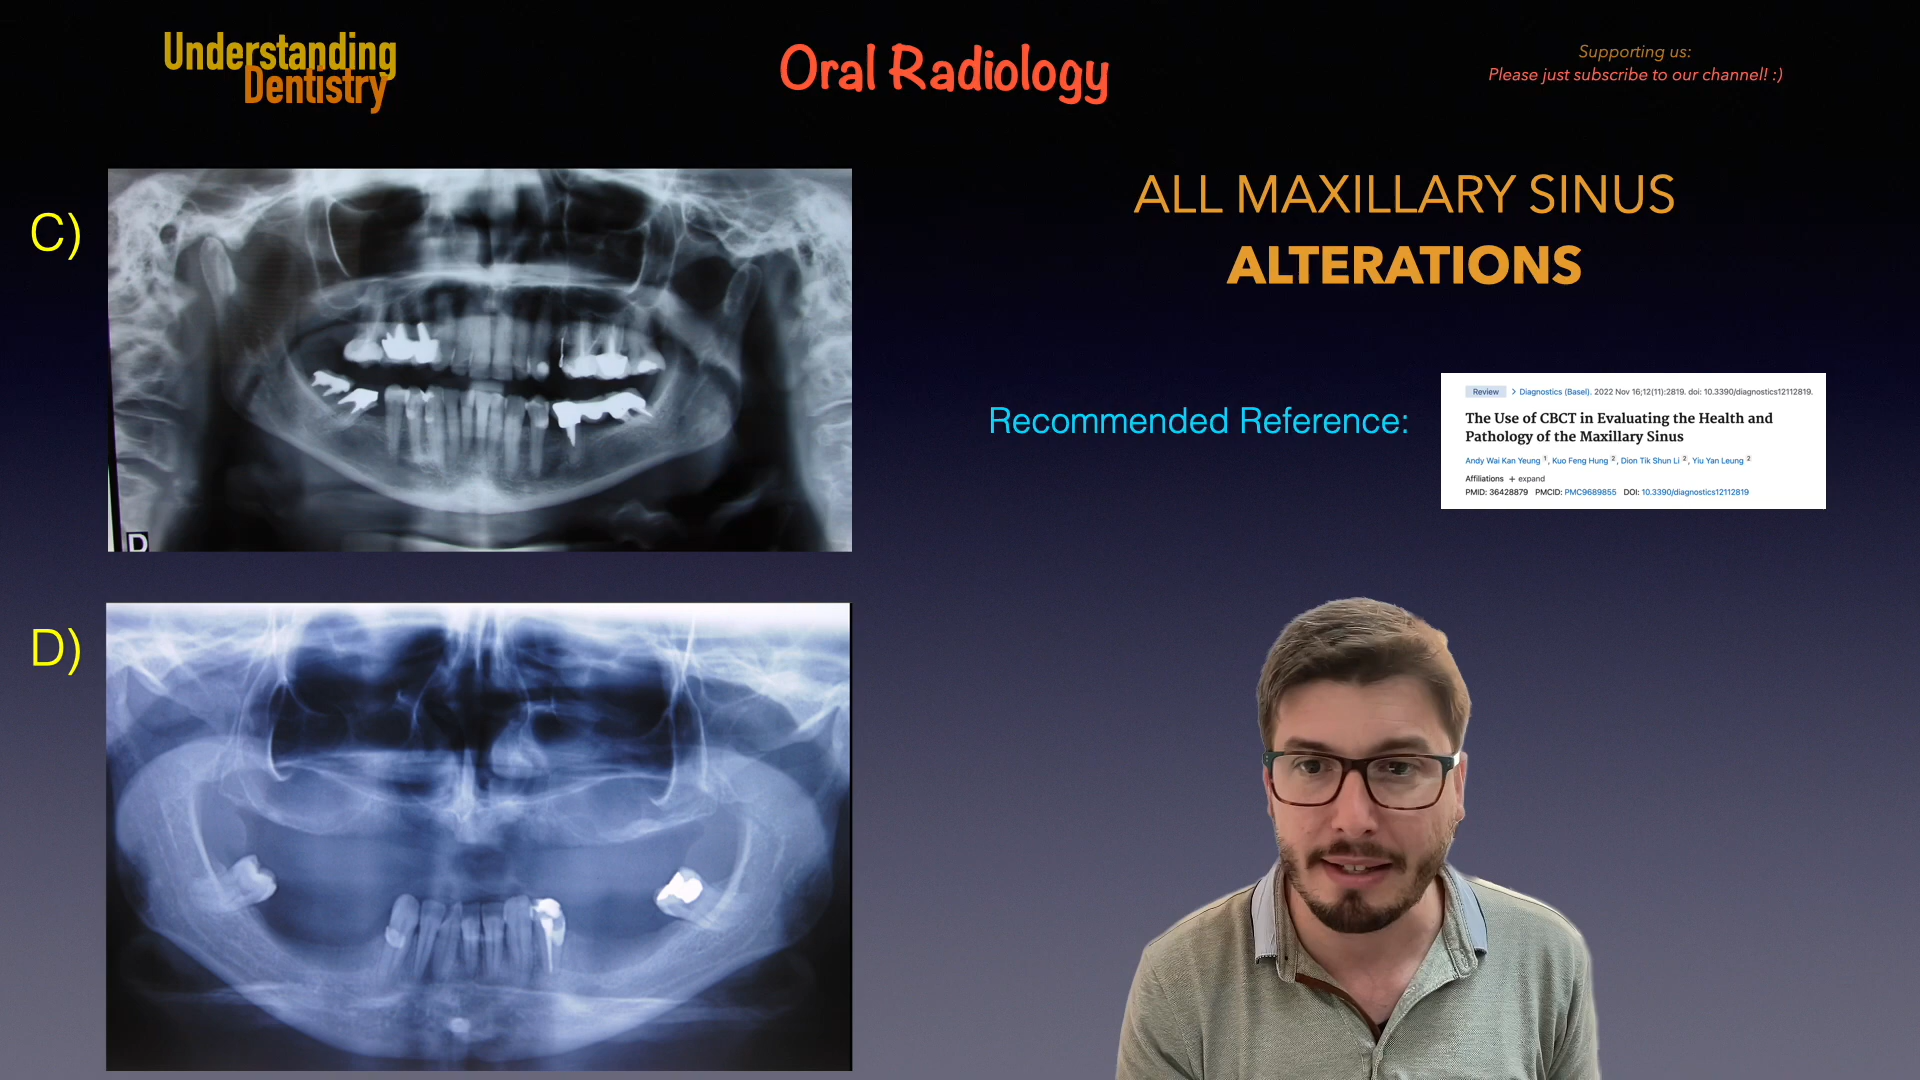 Understanding
Dentistry
Oral Radiology
Supporting us:
Please just subscribe to our channel! :)
C)
D
D)
ALL MAXILLARY SINUS
ALTERATIONS
Recommended Reference:
Review > Diagnostics (Basel). 2022 Nov 16;12(11):2819. doi: 10.3390/diagnostics12112819.
The Use of CBCT in Evaluating the Health and
Pathology of the Maxillary Sinus
Andy Wai Kan Yeung 1, Kuo Feng Hung 2, Dion Tik Shun Li 2, Yiu Yan Leung 2
Affiliations + expand
PMID: 36428879 PMCID: PMC9689855 DOI: 10.3390/diagnostics12112819